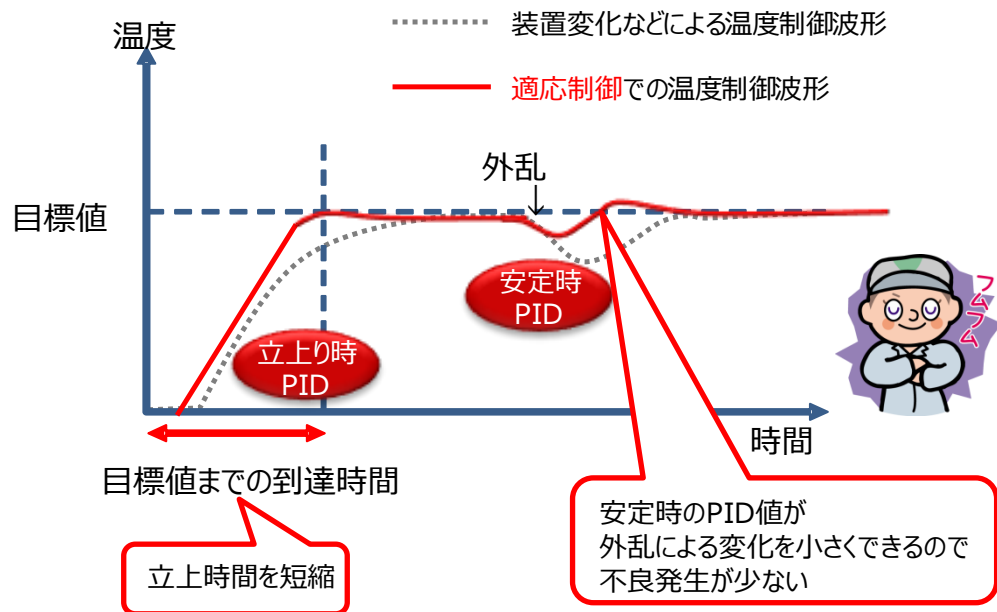 装置変化などによる温度制御波形
温度
適応制御での温度制御波形
外乱
↓
目標値
安定時
PID
フムフム
立上り時
PID
時間
目標値までの到達時間
安定時のPID値が
外乱による変化を小さくできるので
不良発生が少ない
立上時間を短縮